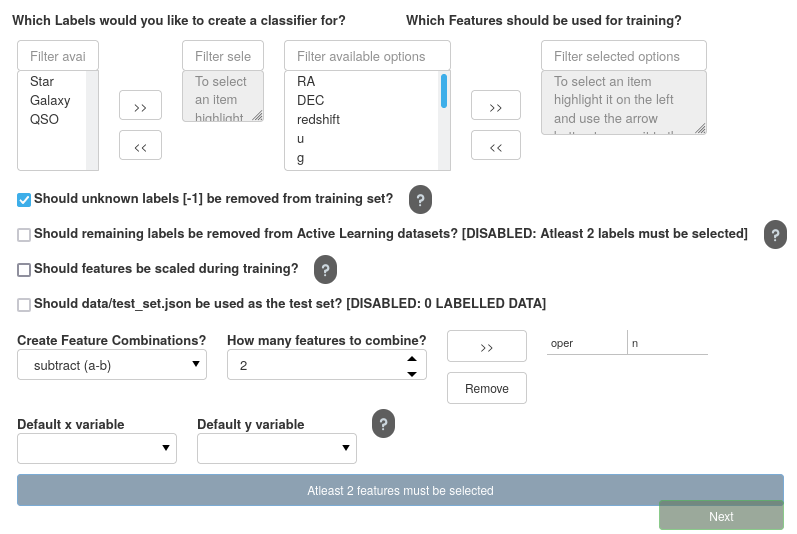 Which Labels would you like to create a classifier for? Which Features should be used for training?
Filter avai Filter sele Filter available options Filter selected options
Star To select RA To select an item
Galaxy an item DEC highlight it on the left
QSO highlight redshift and use the arrow
u
g
>> >>
<< <<
Should unknown labels [-1] be removed from training set? ?
Should remaining labels be removed from Active Learning datasets? [DISABLED: Atleast 2 labels must be selected] ?
Should features be scaled during training? ?
Should data/test_set.json be used as the test set? [DISABLED: 0 LABELLED DATA]
Create Feature Combinations? How many features to combine? >> oper n
subtract (a-b) 2
Remove
Default x variable Default y variable ?
Atleast 2 features must be selected
Next